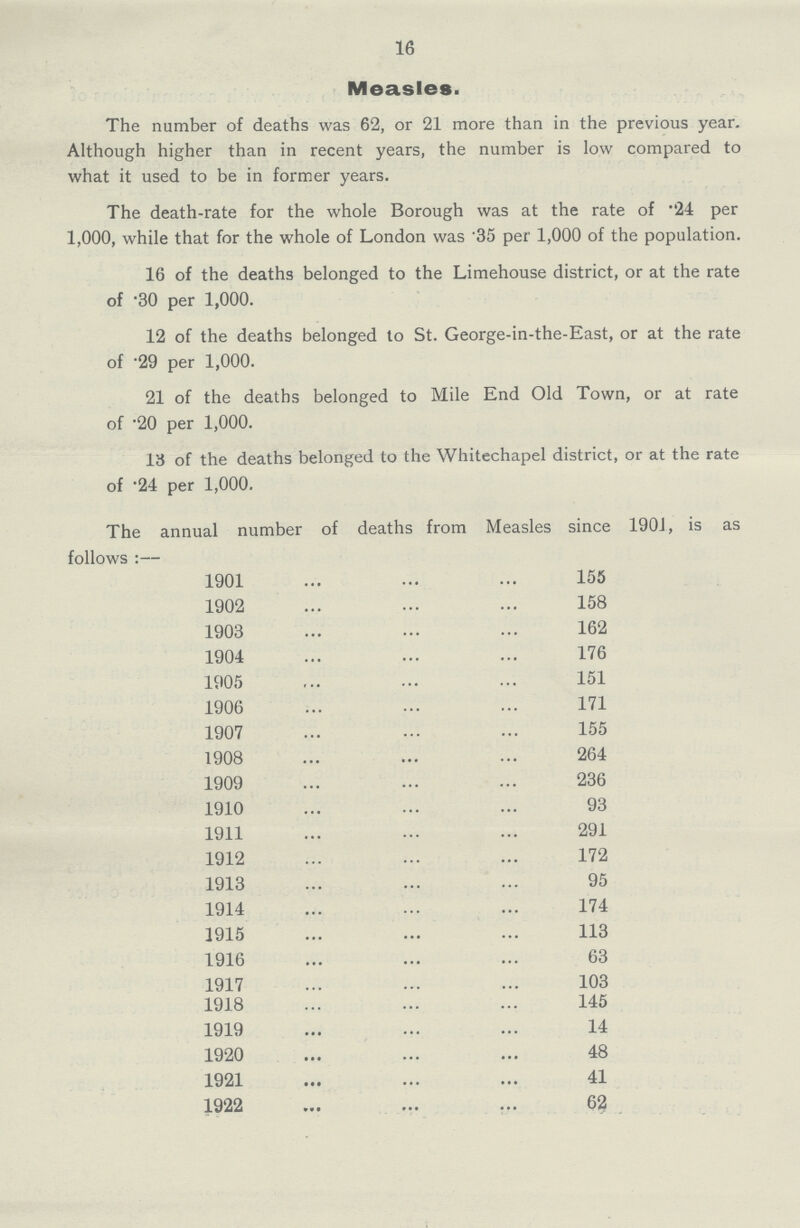 16
Measles.
The number of deaths was 62, or 21 more than in the previous year.
Although higher than in recent years, the number is low compared to
what it used to be in former years.
The death-rate for the whole Borough was at the rate of ·24 per
1,000, while that for the whole of London was ·35 per 1,000 of the population.
16 of the deaths belonged to the Limehouse district, or at the rate
of ·30 per 1,000.
12 of the deaths belonged to St. George-in-the-East, or at the rate
of ·29 per 1,000.
21 of the deaths belonged to Mile End Old Town, or at rate
of ·20 per 1,000.
13 of the deaths belonged to the Whitechapel district, or at the rate
of ·24 per 1,000.
The annual number of deaths from Measles since 1901, is as
follows :—
1901 ... ... ... 155
1902 ... ... ... 158
1903 ... ... ... 162
1904 ... ... ... 176
1905 ... ... ... 151
1906 ... ... ... 171
1907 ... ... ... 155
1908 ... ... ... 264
1909 ... ... ... 236
1910 ... ... ... 93
1911 ... ... ... 291
1912 ... ... ... 172
1913 ... ... ... 95
1914 ... ... ... 174
1915 ... ... ... 113
1916 ... ... ... 63
1917 ... ... ... 103
1918 ... ... ... 145
1919 ... ... ... 14
1920 ... ... ... 48
1921 ... ... ... 41
1922 ... ... ... 62